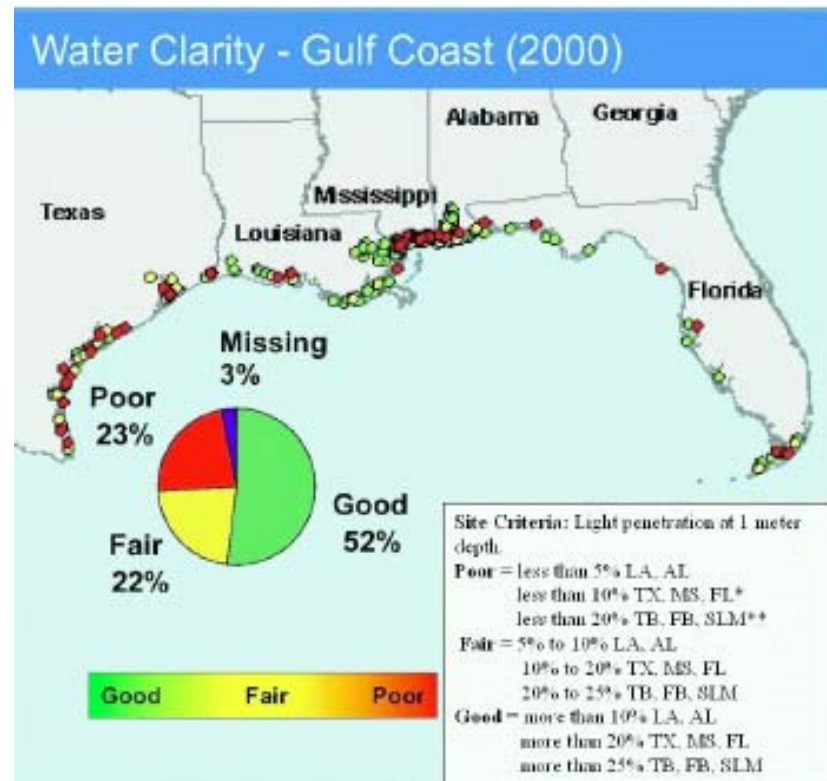 Water Clarity - Gulf Coast (2000)
Alabama
Georgia
Mississippi
Texas
Louisiana
Florida
Missing
3%
Poor
23%
Good
52%
Fair
22%
Site Criteria: Light penetration at 1 meter
depth.
Poor = less than 5% LA, AL
less than 10% TX, MS, FL*
less than 20% TB, FB, SLM**
Fair = 5% to 10% LA, AL
10% to 20% TX, MS, FL
20% to 25% TB, FB, SLM
Good = more than 10% LA, AL
more than 20% TX, MS, FL
more than 25% TB, FB, SLM
Good Fair Poor